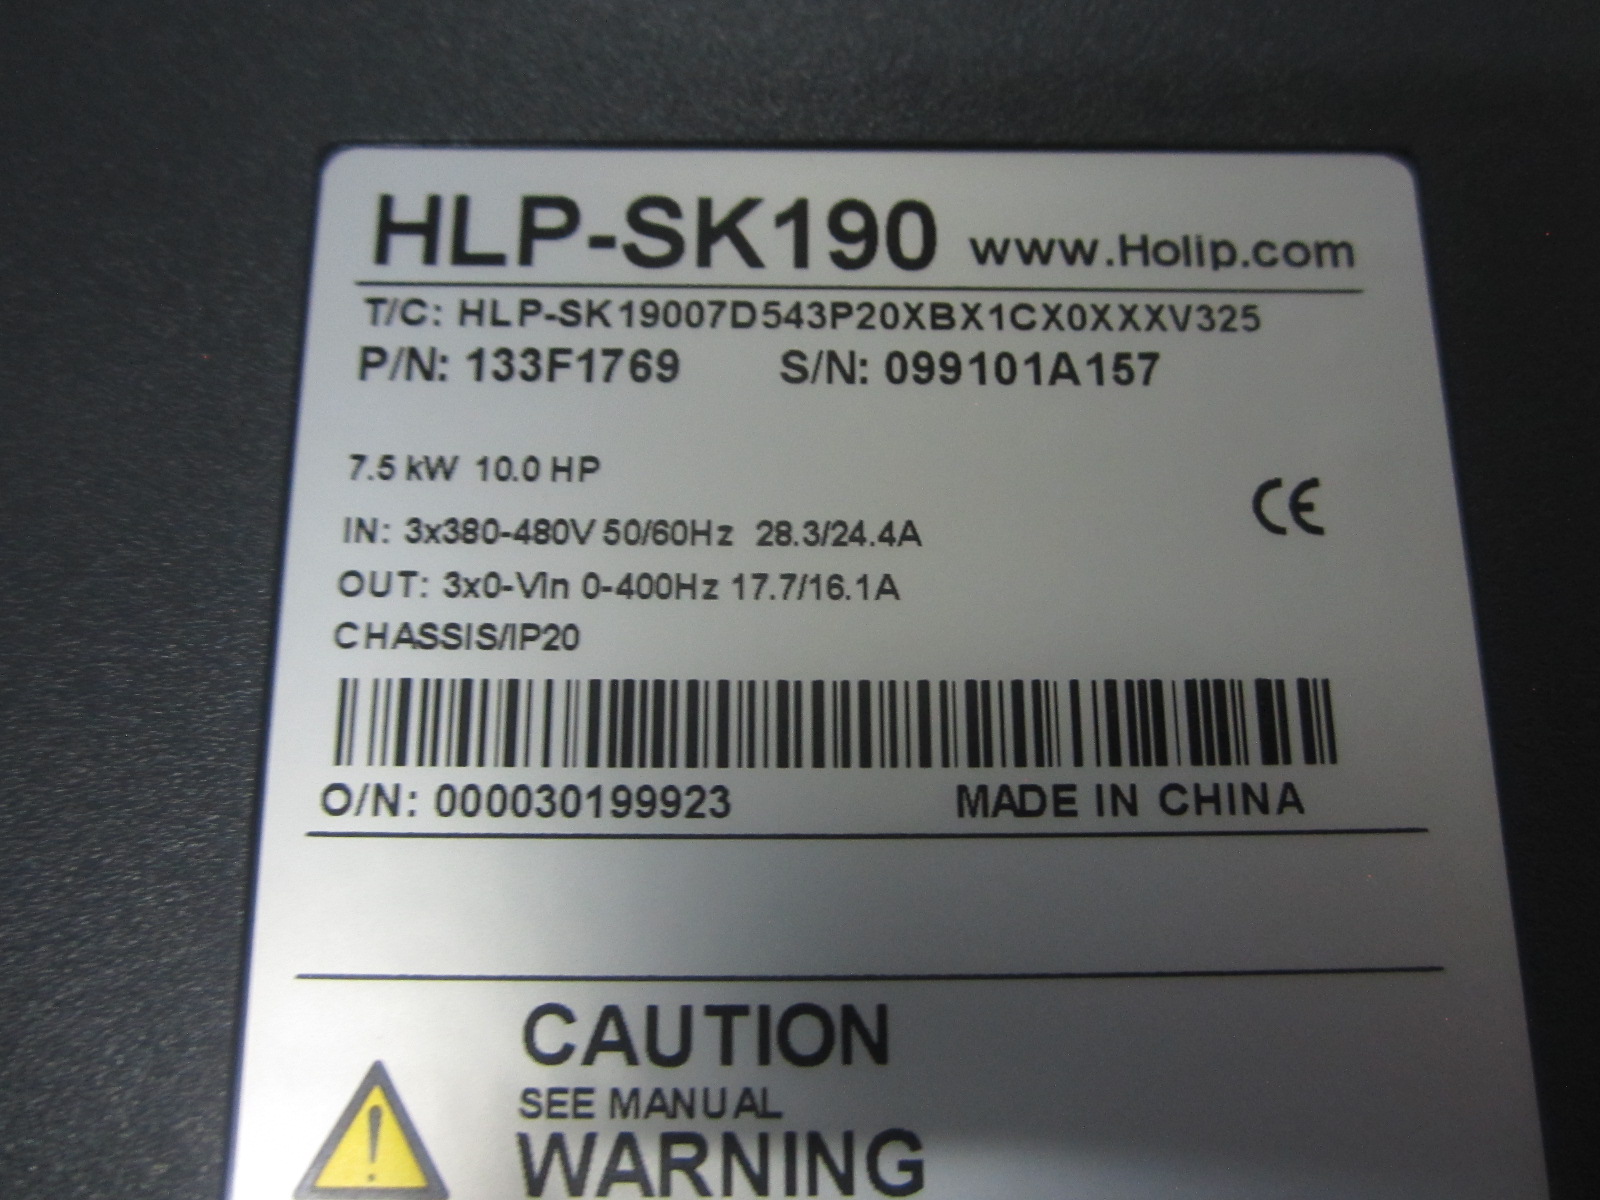 HLP-SK190 www.Holip.com
T/C: HLP-SK19007D543P20XBX1CX0XXXV325
P/N: 133F1769 S/N: 099101A157
7.5 kW 10.0 HP
CE
IN: 3x380-480V 50/60Hz 28.3/24.4A
OUT: 3x0-Vin 0-400Hz 17.7/16.1A
CHASSIS/IP20
O/N: 000030199923 MADE IN CHINA
CAUTION
SEE MANUAL
WARNING